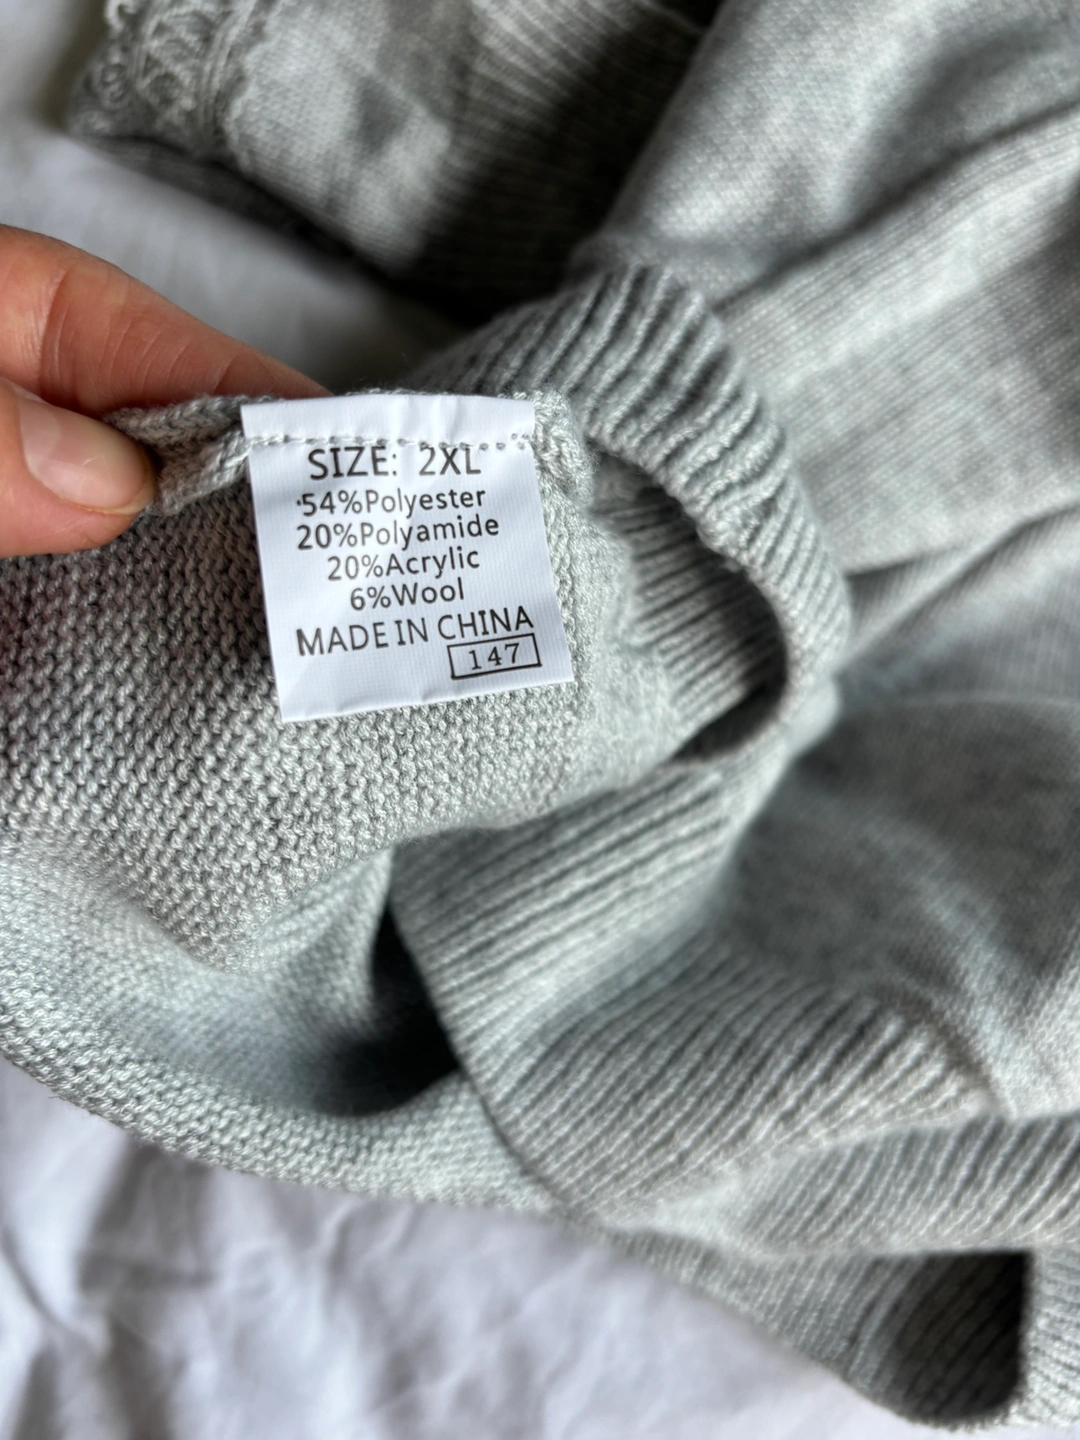 SIZE: 2XL
54%Polyester
20%Polyamide
20%Acrylic
6%Wool
MADE IN CHINA
147